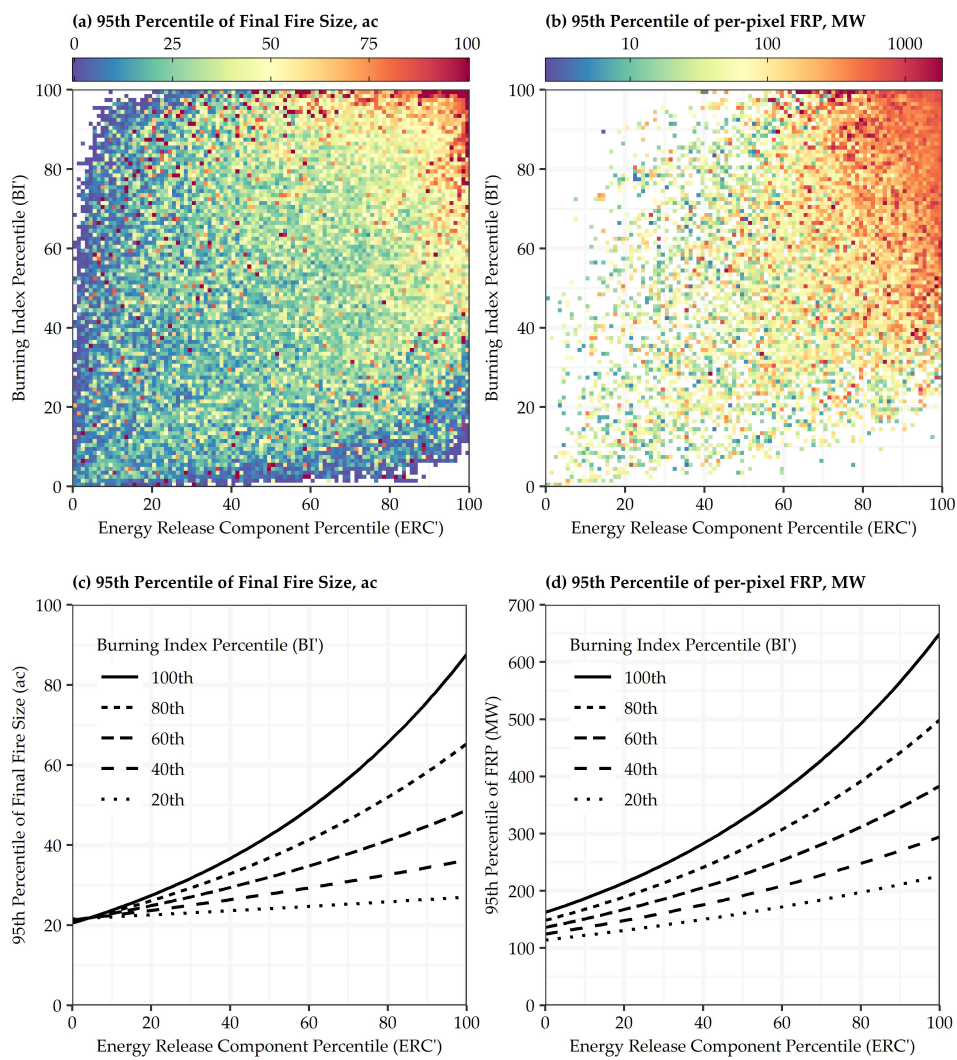 (a) 95th Percentile of Final Fire Size, ac
0 25 50 75 100
100
80
60
40
20
0
Burning Index Percentile (BI')
0 20 40 60 80 100
Energy Release Component Percentile (ERC')
(b) 95th Percentile of per-pixel FRP, MW
10 100 1000
100
80
60
40
20
0
Burning Index Percentile (BI')
0 20 40 60 80 100
Energy Release Component Percentile (ERC')
(c) 95th Percentile of Final Fire Size, ac
100
80
60
40
20
0
95th Percentile of Final Fire Size (ac)
Burning Index Percentile (BI')
100th
80th
60th
40th
20th
0 20 40 60 80 100
Energy Release Component Percentile (ERC')
(d) 95th Percentile of per-pixel FRP, MW
700
600
500
400
300
200
100
0
95th Percentile of FRP (MW)
Burning Index Percentile (BI')
100th
80th
60th
40th
20th
0 20 40 60 80 100
Energy Release Component Percentile (ERC')